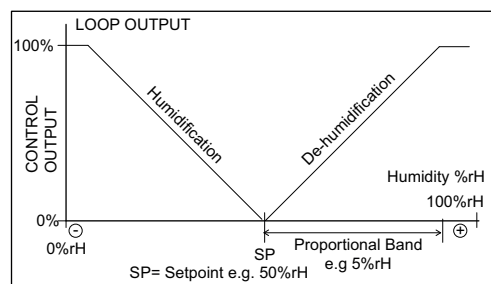 LOOP OUTPUT
100%
CONTROL
OUTPUT
Humidification
De-humidification
Humidity %rH
100%rH
0%
0%rH
SP
Proportional Band
e.g 5%rH
SP= Setpoint e.g. 50%rH